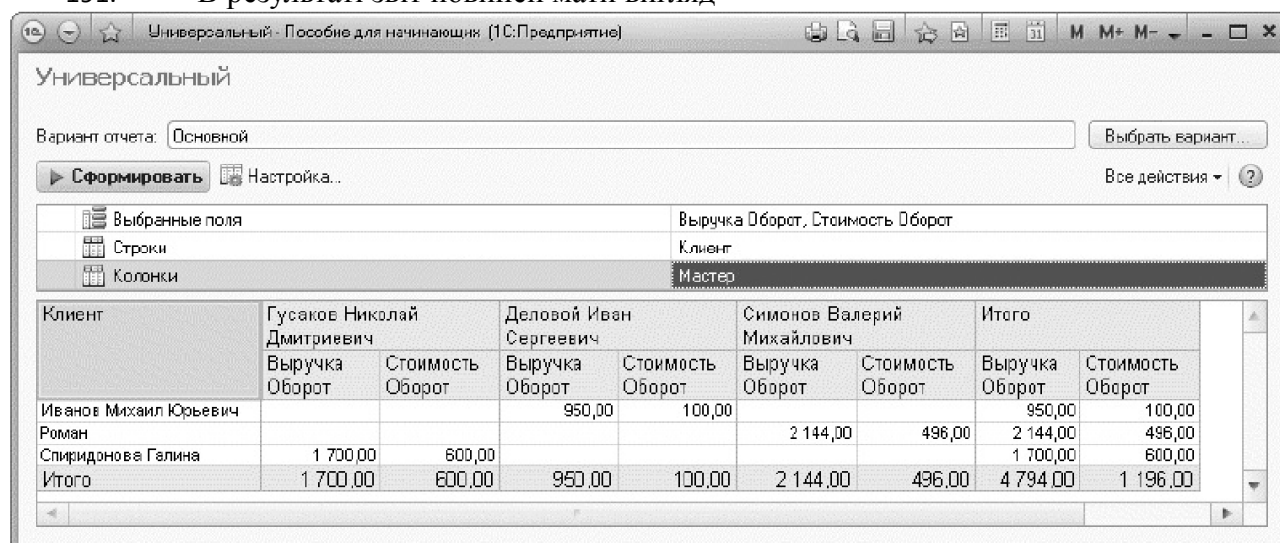 В результаті звіт повинен мати вигляд
Универсальный - Пособие для начинающих (1С:Предприятие)
M M+ M-
Универсальный
Вариант отчета: Основной Выбрать вариант...
Сформировать Настройка... Все действия
Выбранные поля Выручка Оборот, Стоимость Оборот
Строки Клиент
Колонки Мастер
Клиент Гусаков Николай Деловой Иван Симонов Валерий Итого
Дмитриевич Сергеевич Михайлович
Выручка Стоимость Выручка Стоимость Выручка Стоимость Выручка Стоимость
Оборот Оборот Оборот Оборот Оборот Оборот Оборот Оборот
Иванов Михаил Юрьевич 950,00 100,00 950,00 100,00
Роман 2 144,00 496,00 2 144,00 496,00
Спиридонова Галина 1 700,00 600,00 1 700,00 600,00
Итого 1 700,00 600,00 950,00 100,00 2 144,00 496,00 4 794,00 1 196,00